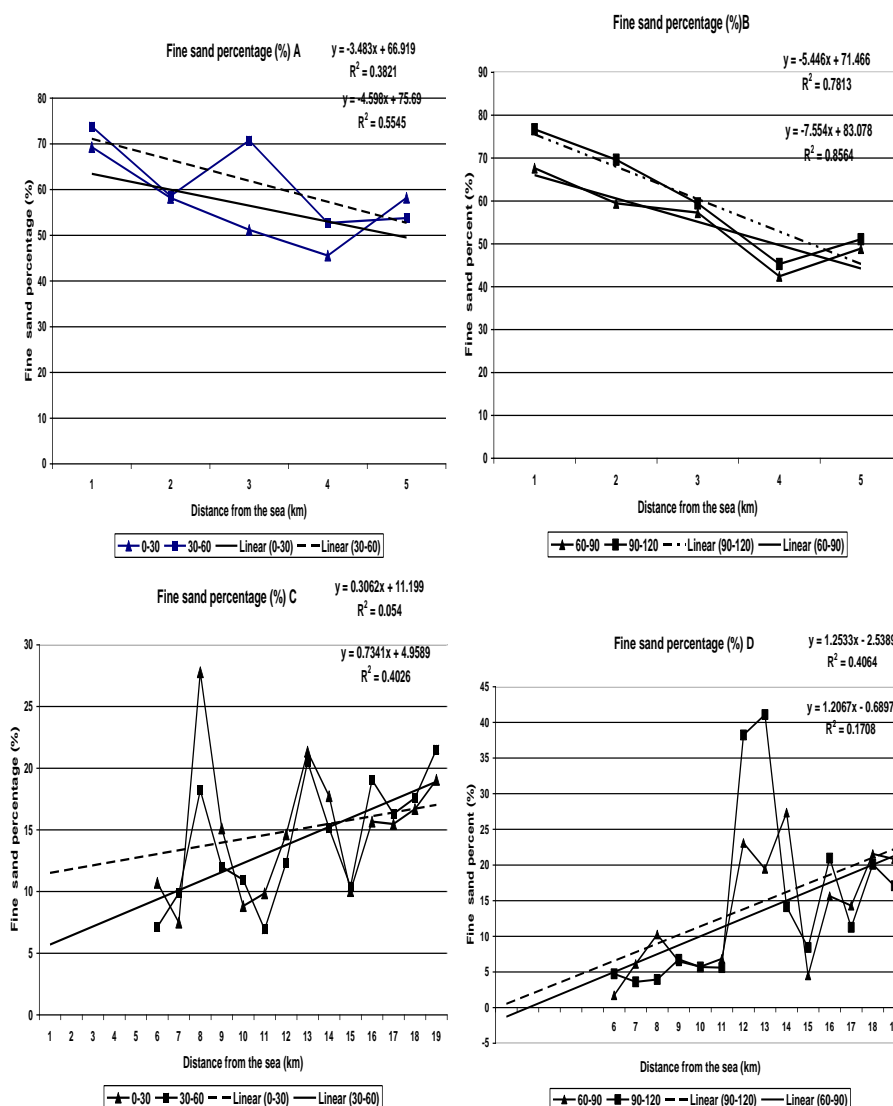 Fine sand percentage (%) A
y = -3.483x + 66.919
R² = 0.3821
y = -4.598x + 75.69
R² = 0.5545
Fine sand percentage (%)
80
70
60
50
40
30
20
10
0
1 2 3 4 5
Distance from the sea (km)
0-30 30-60 Linear (0-30) Linear (30-60)
Fine sand percentage (%)B
y = -5.446x + 71.466
R² = 0.7813
y = -7.554x + 83.078
R² = 0.8564
Fine sand percent (%)
90
80
70
60
50
40
30
20
10
0
1 2 3 4 5
Distance from the sea (km)
60-90 90-120 Linear (90-120) Linear (60-90)
Fine sand percentage (%) C
y = 0.3062x + 11.199
R² = 0.054
y = 0.7341x + 4.9589
R² = 0.4026
Fine sand percentage (%)
30
25
20
15
10
5
0
1 2 3 4 5 6 7 8 9 10 11 12 13 14 15 16 17 18 19
Distance from the sea (km)
0-30 30-60 Linear (0-30) Linear (30-60)
Fine sand percentage (%) D
y = 1.2533x - 2.5389
R² = 0.4064
y = 1.2067x - 0.6897
R² = 0.1708
Fine sand percent (%)
45
40
35
30
25
20
15
10
5
0
-5
6 7 8 9 10 11 12 13 14 15 16 17 18
Distance from the sea (km)
60-90 90-120 Linear (90-120) Linear (60-90)